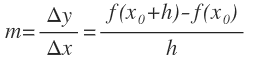 m = Δy/Δx = (f(x₀+h)−f(x₀))/h